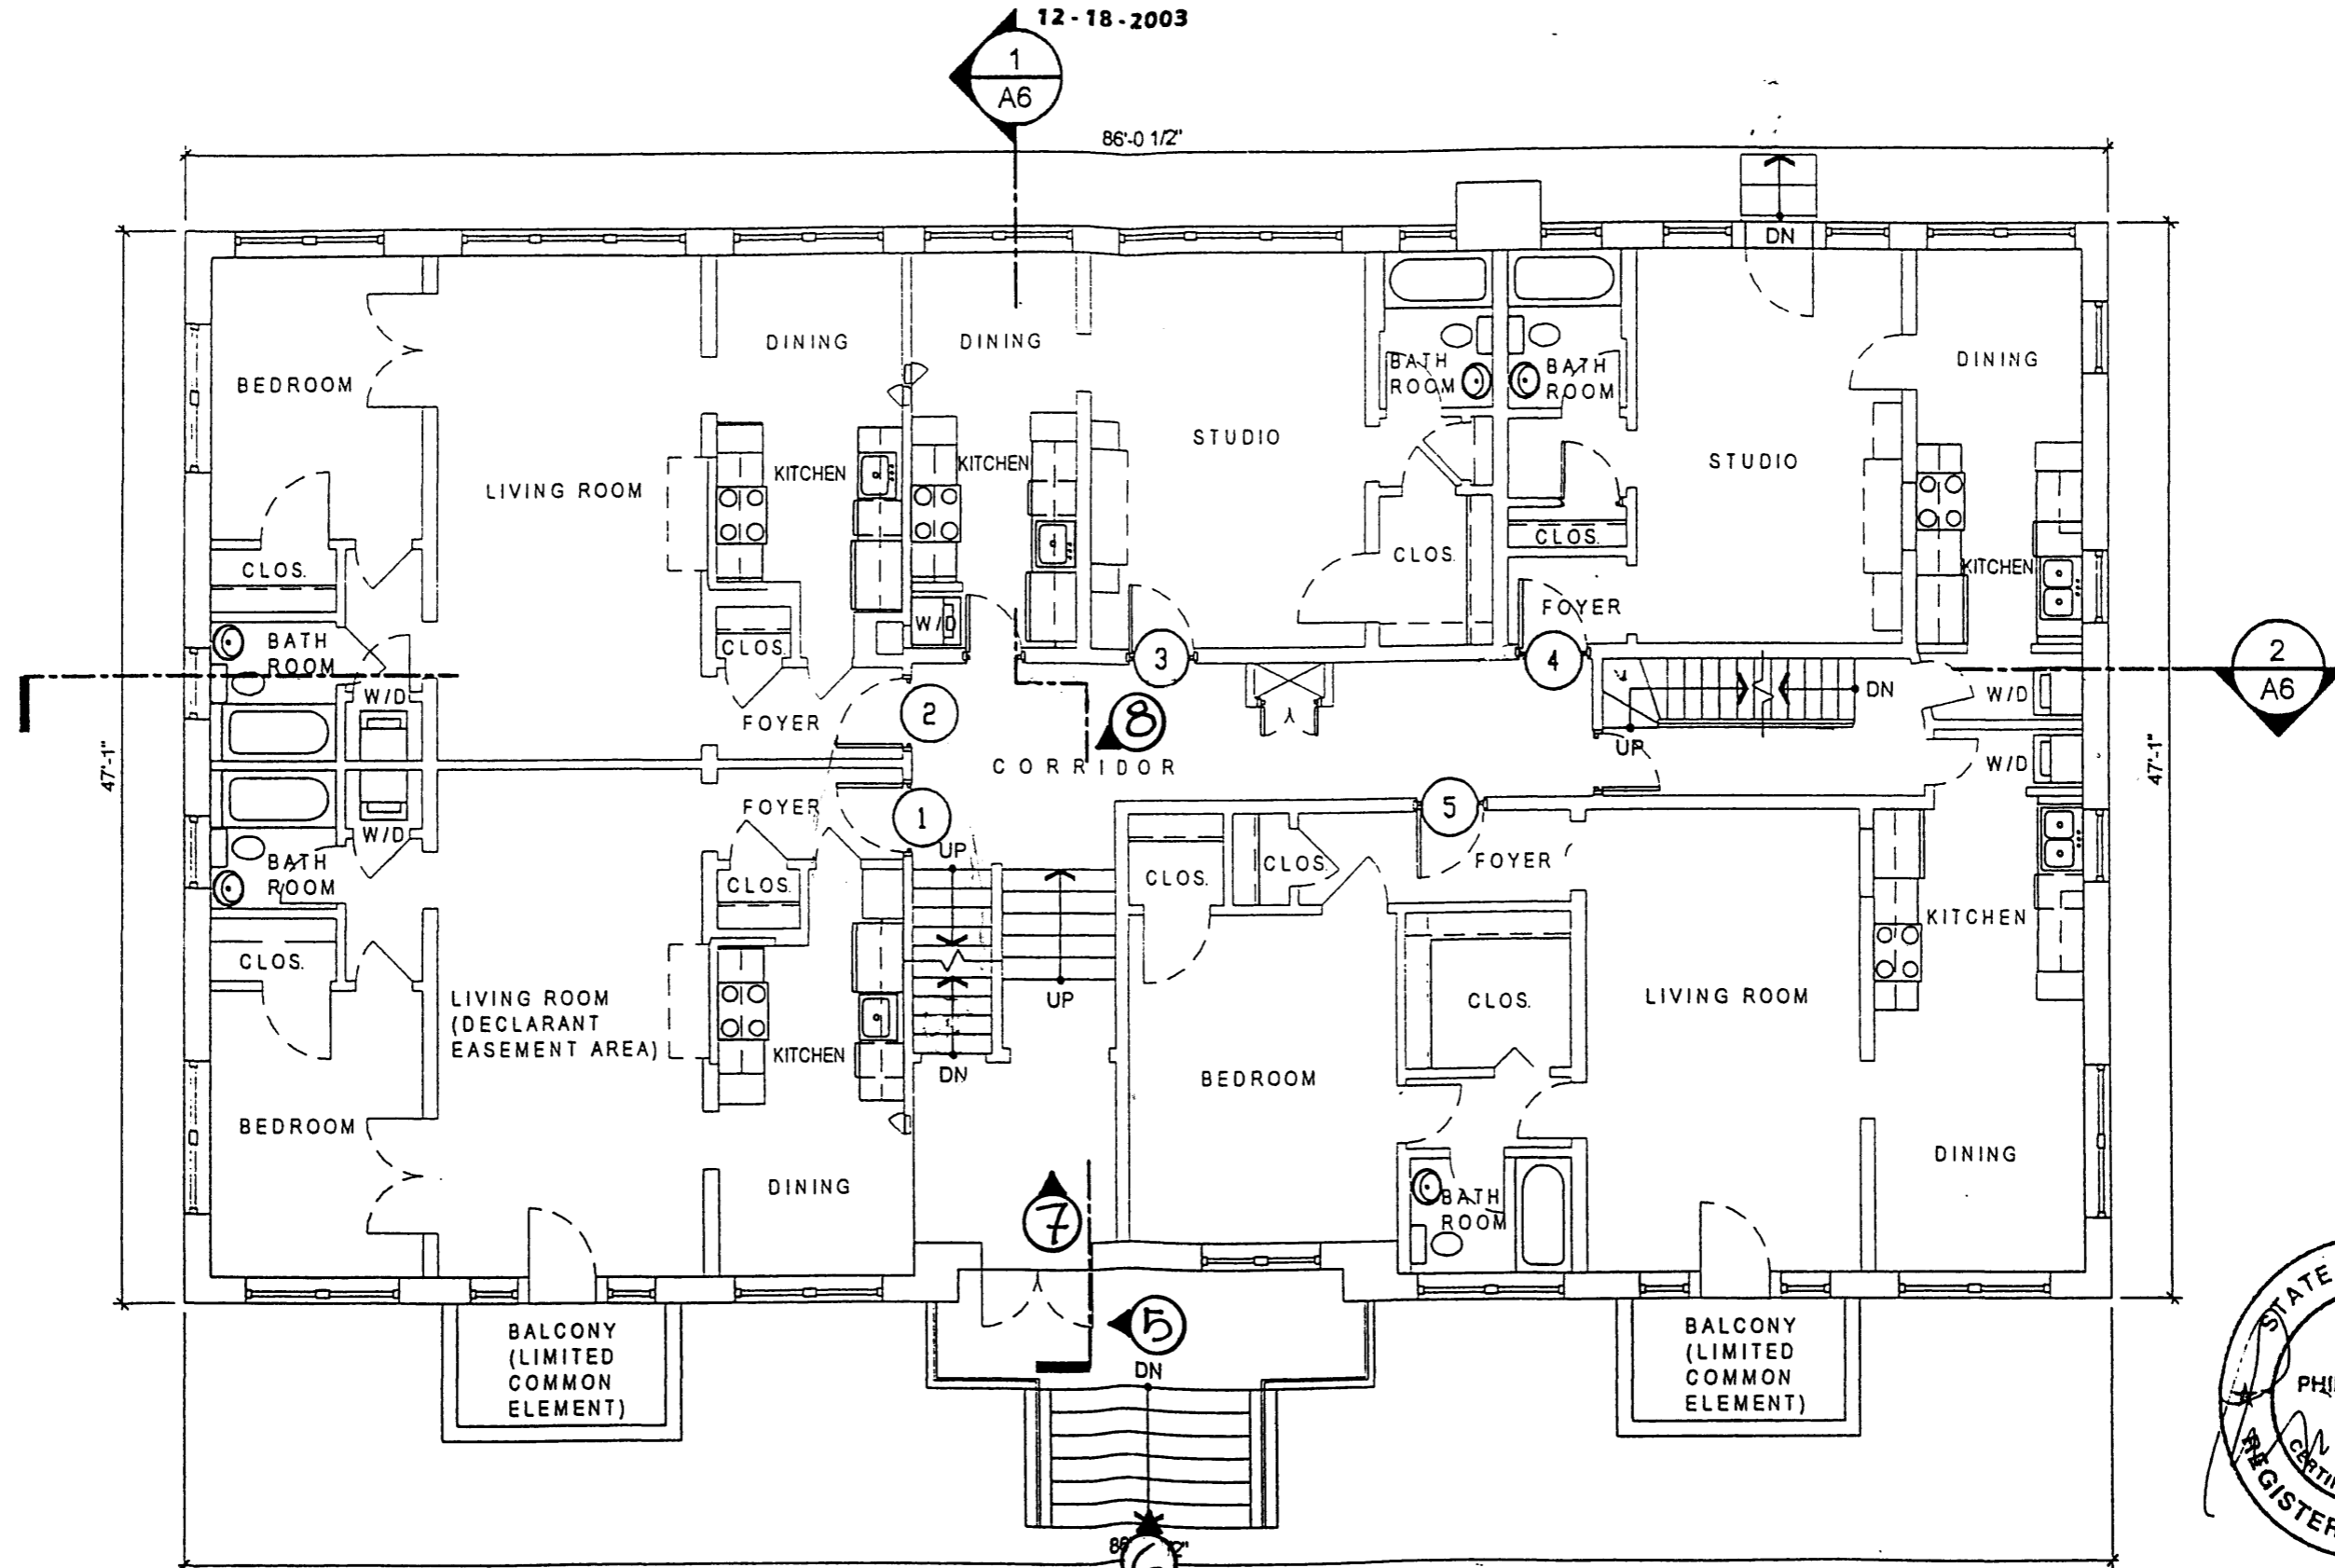 12-18-2003
1
A6
86'-0 1/2"
DN
DINING
DINING
DINING
BEDROOM
BATH
ROOM
BATH
ROOM
STUDIO
STUDIO
LIVING ROOM
KITCHEN
KITCHEN
CLOS.
CLOS.
CLOS.
KITCHEN
W/
FOYER
BATH
ROOM
CLOS.
3
4
2
A6
W/D
DN
W/D
2
8
FOYER
UP
47'-1"
47'-1"
CORRIDOR
W/D
FOYER
1
5
W/D
UP
BATH
ROOM
CLOS.
CLOS.
CLOS.
FOYER
KITCHEN
CLOS.
LIVING ROOM
(DECLARANT
EASEMENT AREA)
UP
CLOS.
LIVING ROOM
KITCHEN
DN
BEDROOM
BEDROOM
DINING
DINING
7
BATH
ROOM
5
BALCONY
(LIMITED
COMMON
ELEMENT)
DN
BALCONY
(LIMITED
COMMON
ELEMENT)
STATE
REGISTER